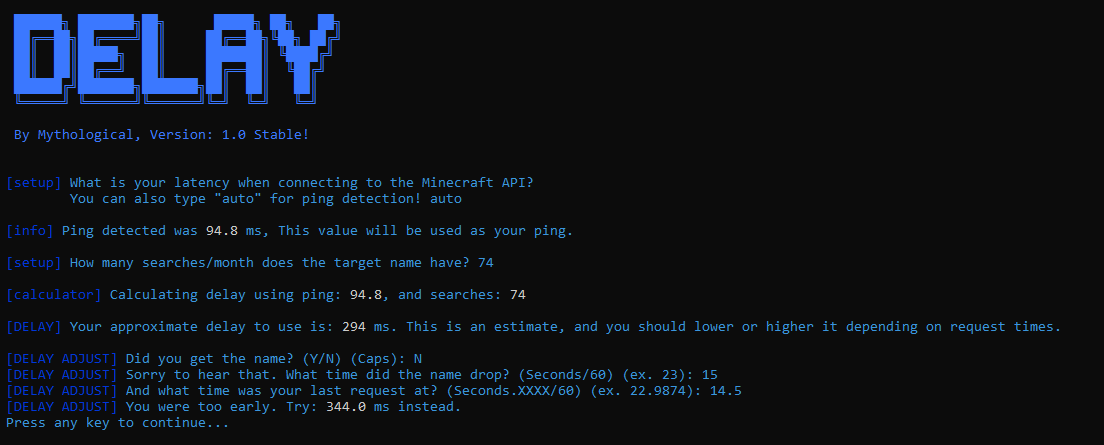 DELAY
By Mythological, Version: 1.0 Stable!
[setup] What is your latency when connecting to the Minecraft API?
You can also type "auto" for ping detection! auto
[info] Ping detected was 94.8 ms, This value will be used as your ping.
[setup] How many searches/month does the target name have? 74
[calculator] Calculating delay using ping: 94.8, and searches: 74
[DELAY] Your approximate delay to use is: 294 ms. This is an estimate, and you should lower or higher it depending on request times.
[DELAY ADJUST] Did you get the name? (Y/N) (Caps): N
[DELAY ADJUST] Sorry to hear that. What time did the name drop? (Seconds/60) (ex. 23): 15
[DELAY ADJUST] And what time was your last request at? (Seconds.XXXX/60) (ex. 22.9874): 14.5
[DELAY ADJUST] You were too early. Try: 344.0 ms instead.
Press any key to continue...